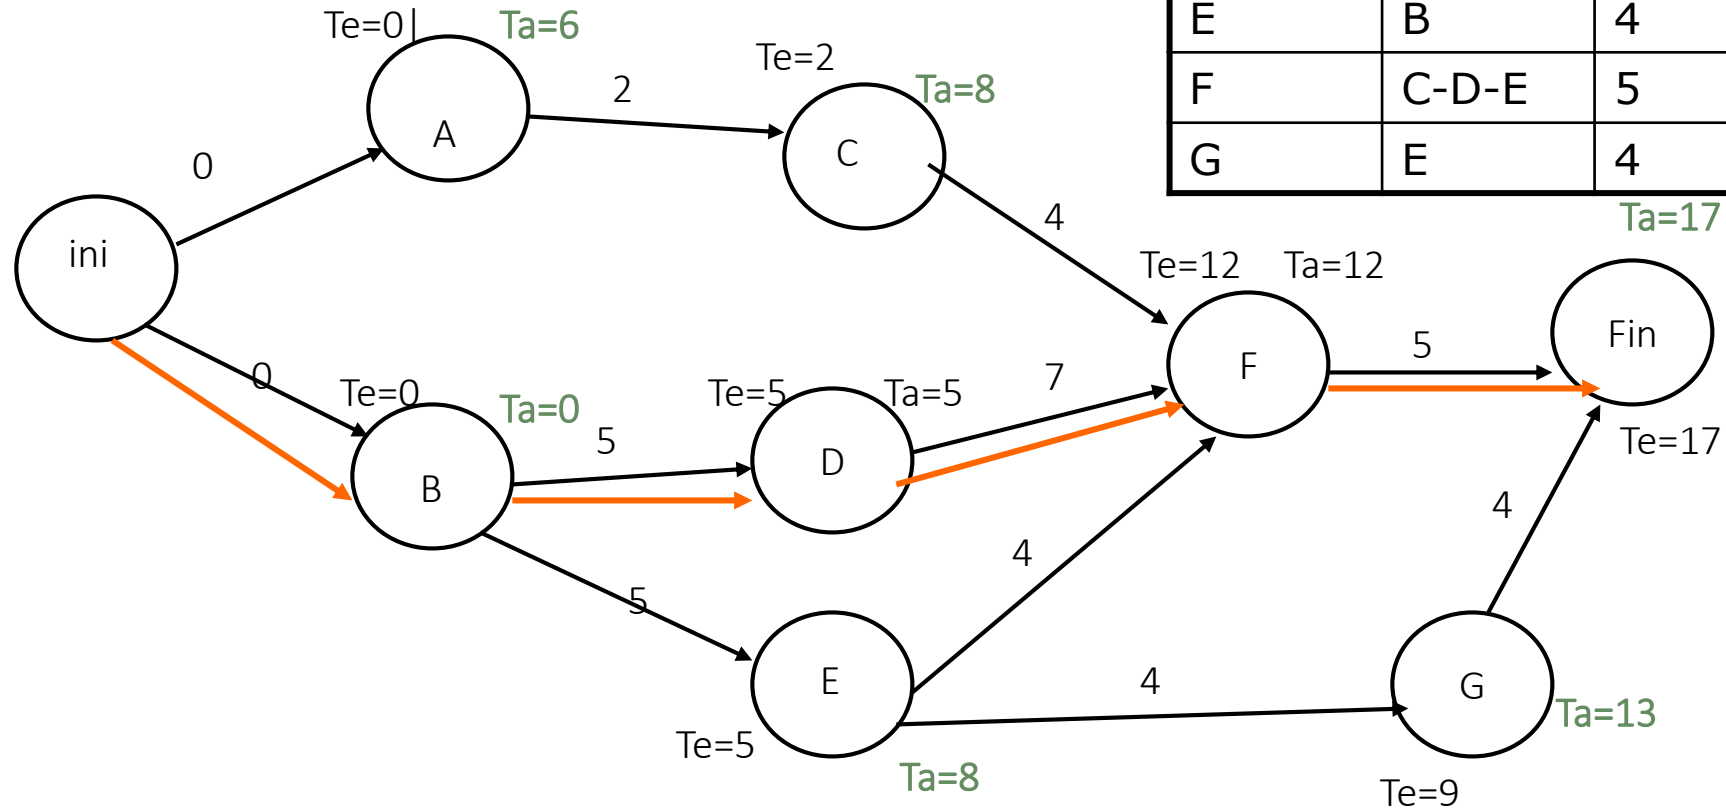 E B 4
F C-D-E 5
G E 4
Te=0| Ta=6
Te=2
Ta=8
2
A
C
0
ini
4
Ta=17
Te=12 Ta=12
Fin
5
F
0
Te=0 Ta=0
Te=5 Ta=5
7
5
D
B
Te=17
4
4
5
E
4
G
Ta=13
Te=5
Ta=8
Te=9